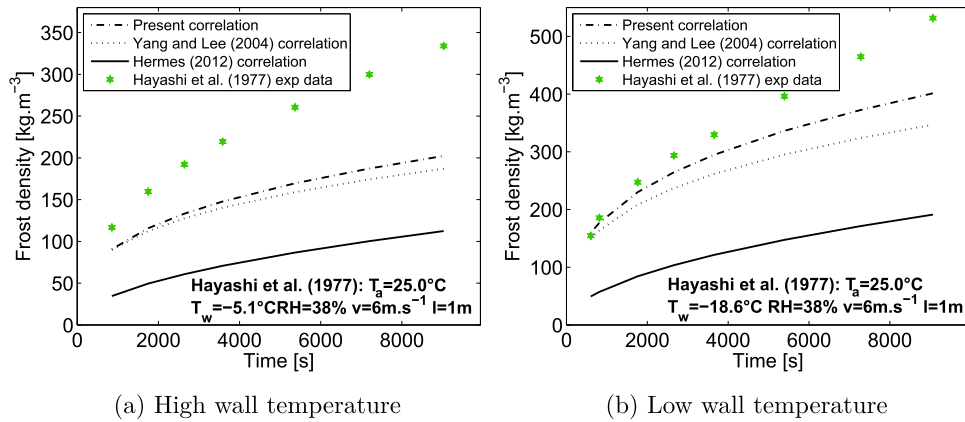 Present correlation
Yang and Lee (2004) correlation
Hermes (2012) correlation
Hayashi et al. (1977) exp data
350
300
250
200
150
100
50
0
0
2000
4000
6000
8000
Frost density [kg.m⁻³]
Time [s]
Hayashi et al. (1977): Ta=25.0°C
Tw=−5.1°CRH=38% v=6m.s⁻¹ l=1m
(a) High wall temperature
Present correlation
Yang and Lee (2004) correlation
Hermes (2012) correlation
Hayashi et al. (1977) exp data
500
400
300
200
100
0
0
2000
4000
6000
8000
Frost density [kg.m⁻³]
Time [s]
Hayashi et al. (1977): Ta=25.0°C
Tw=−18.6°C RH=38% v=6m.s⁻¹ l=1m
(b) Low wall temperature